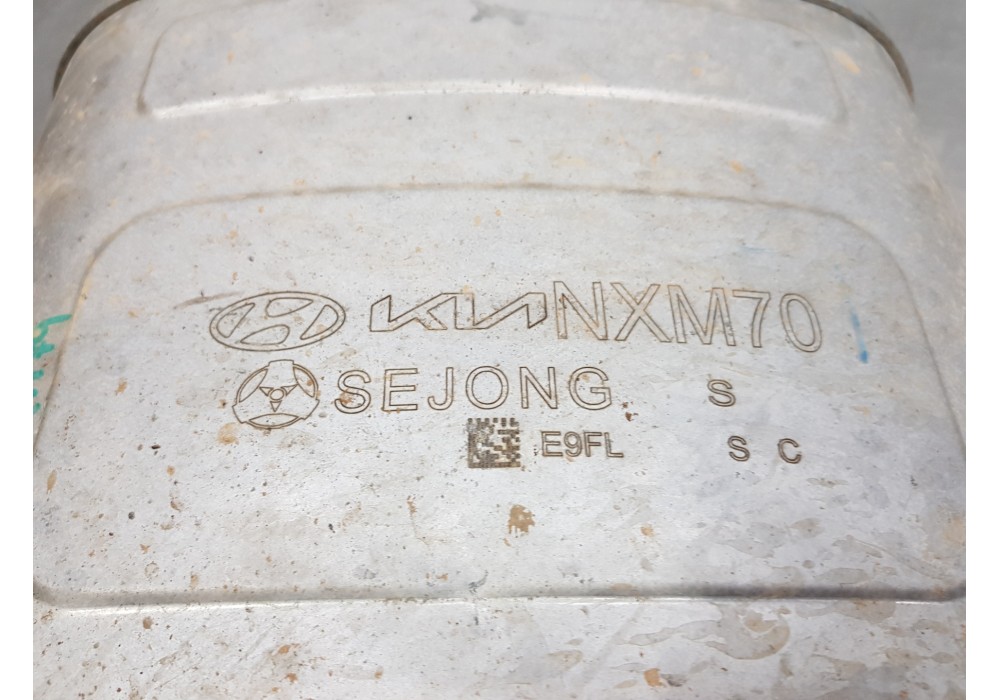 KIA NXM70
SEJONG S
E9FL S C